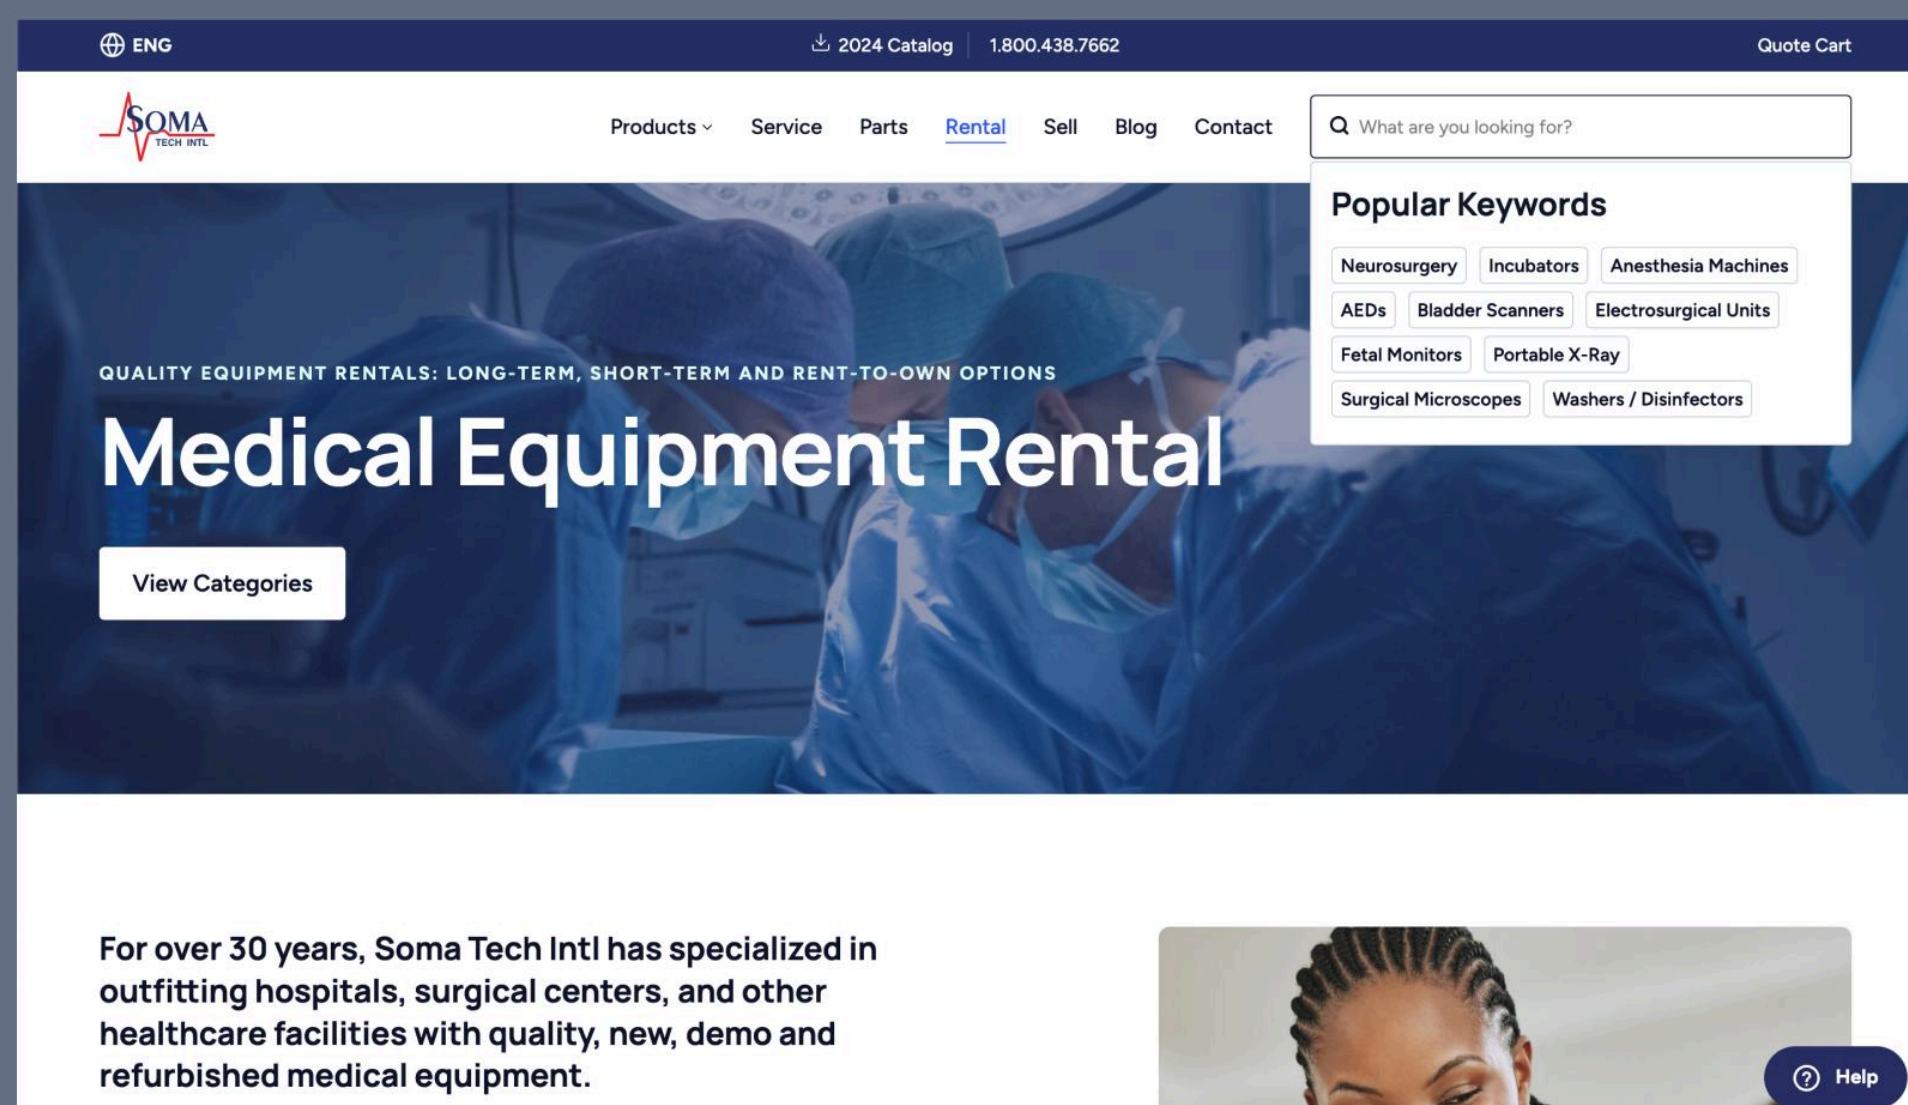 ENG
2024 Catalog
1.800.438.7662
Quote Cart
SOMA
TECH INTL
Products
Service
Parts
Rental
Sell
Blog
Contact
What are you looking for?
Popular Keywords
Neurosurgery
Incubators
Anesthesia Machines
AEDs
Bladder Scanners
Electrosurgical Units
Fetal Monitors
Portable X-Ray
Surgical Microscopes
Washers / Disinfectors
QUALITY EQUIPMENT RENTALS: LONG-TERM, SHORT-TERM AND RENT-TO-OWN OPTIONS
Medical Equipment Rental
View Categories
For over 30 years, Soma Tech Intl has specialized in
outfitting hospitals, surgical centers, and other
healthcare facilities with quality, new, demo and
refurbished medical equipment.
Help